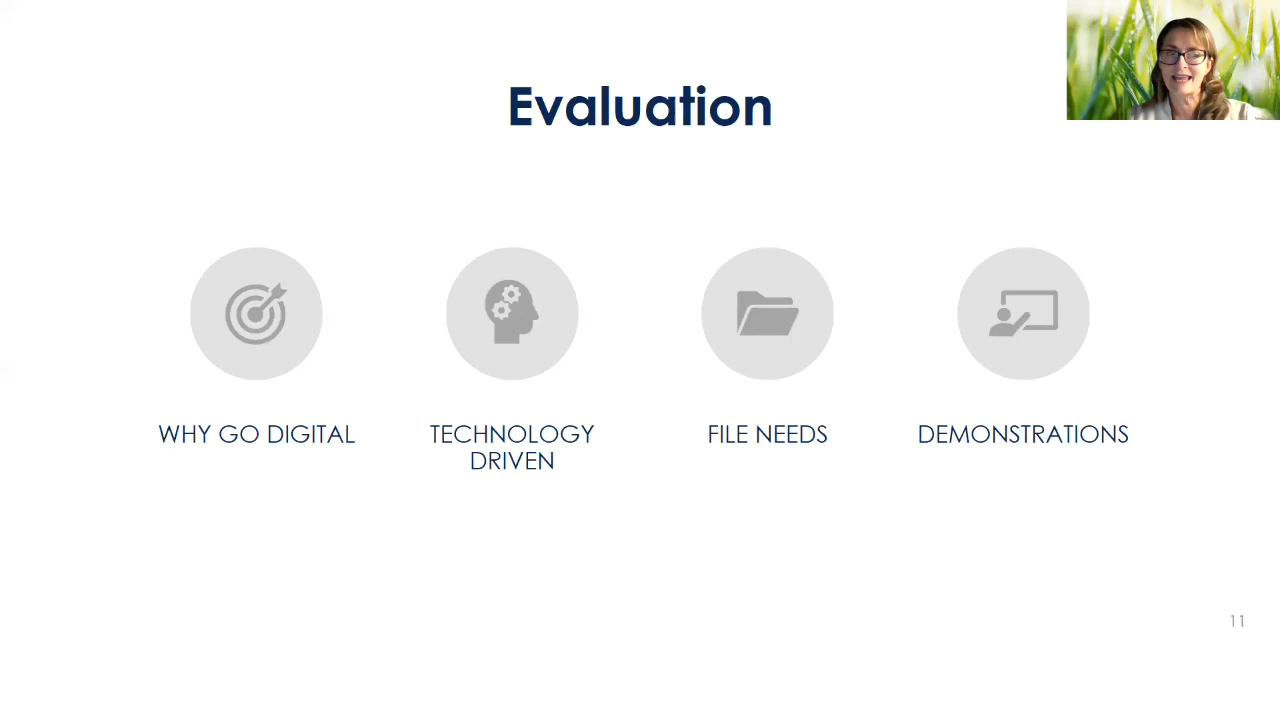 Evaluation
WHY GO DIGITAL
TECHNOLOGY
DRIVEN
FILE NEEDS
DEMONSTRATIONS
11